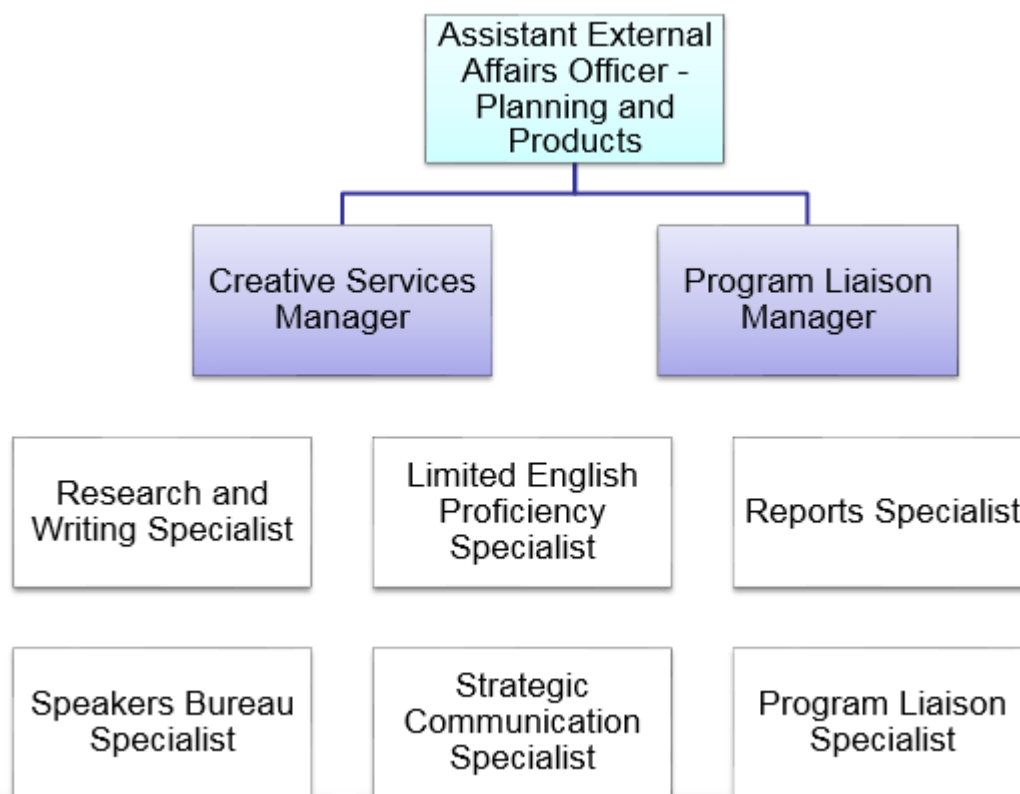 Assistant External
Affairs Officer -
Planning and
Products
Creative Services
Manager
Program Liaison
Manager
Research and
Writing Specialist
Limited English
Proficiency
Specialist
Reports Specialist
Speakers Bureau
Specialist
Strategic
Communication
Specialist
Program Liaison
Specialist